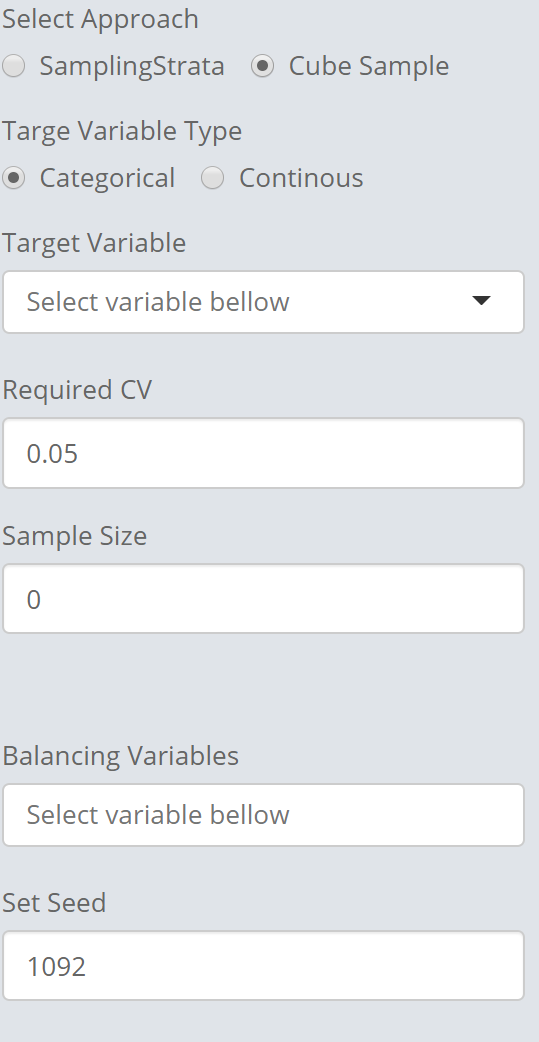 Select Approach
SamplingStrata Cube Sample
Targe Variable Type
Categorical Continous
Target Variable
Select variable bellow
Required CV
0.05
Sample Size
0
Balancing Variables
Select variable bellow
Set Seed
1092